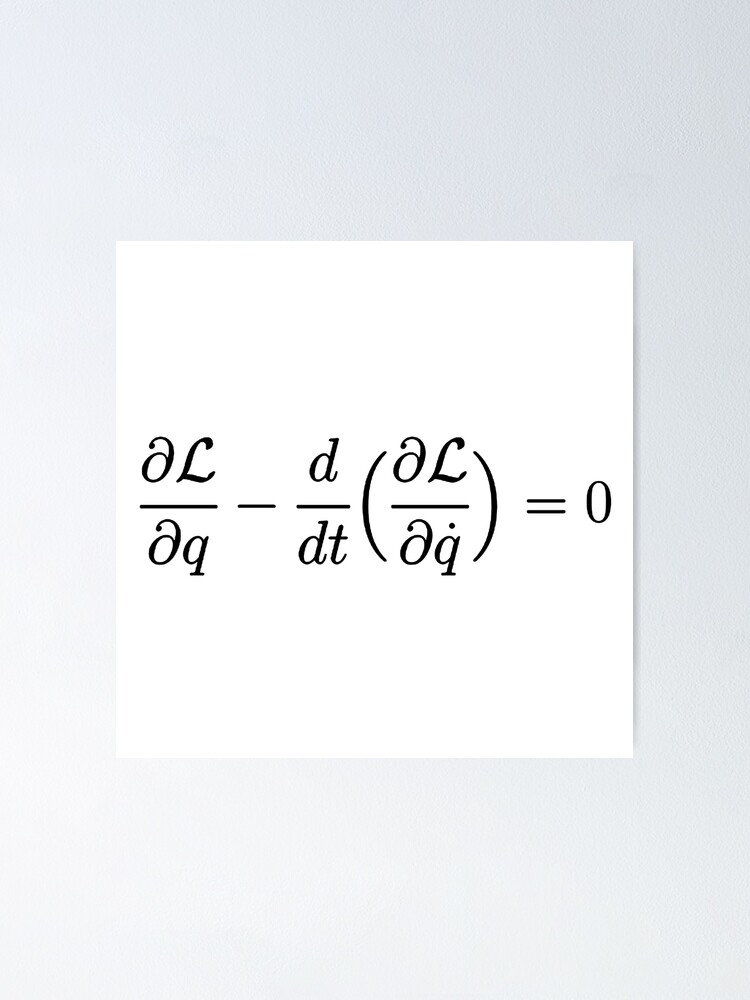 ∂ℒ/∂q − d/dt(∂ℒ/∂q̇) = 0